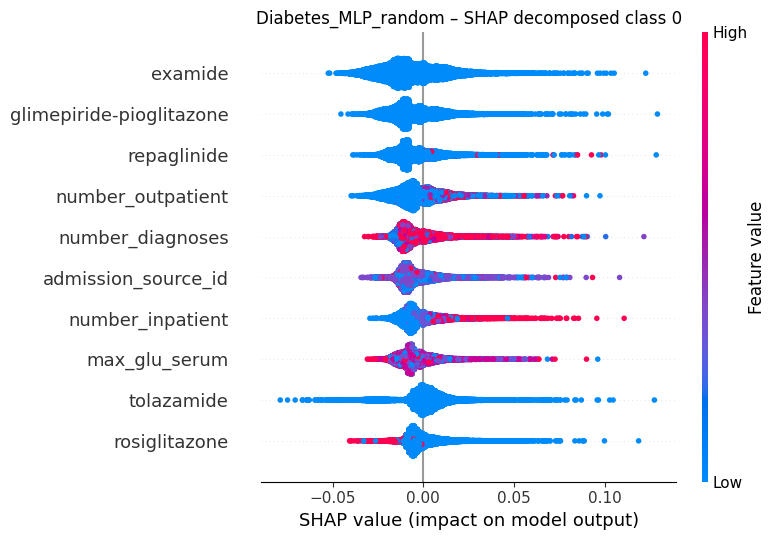 Diabetes_MLP_random – SHAP decomposed class 0
High
examide
glimepiride-pioglitazone
repaglinide
number_outpatient
number_diagnoses
admission_source_id
number_inpatient
max_glu_serum
tolazamide
rosiglitazone
Feature value
Low
−0.05 0.00 0.05 0.10
SHAP value (impact on model output)